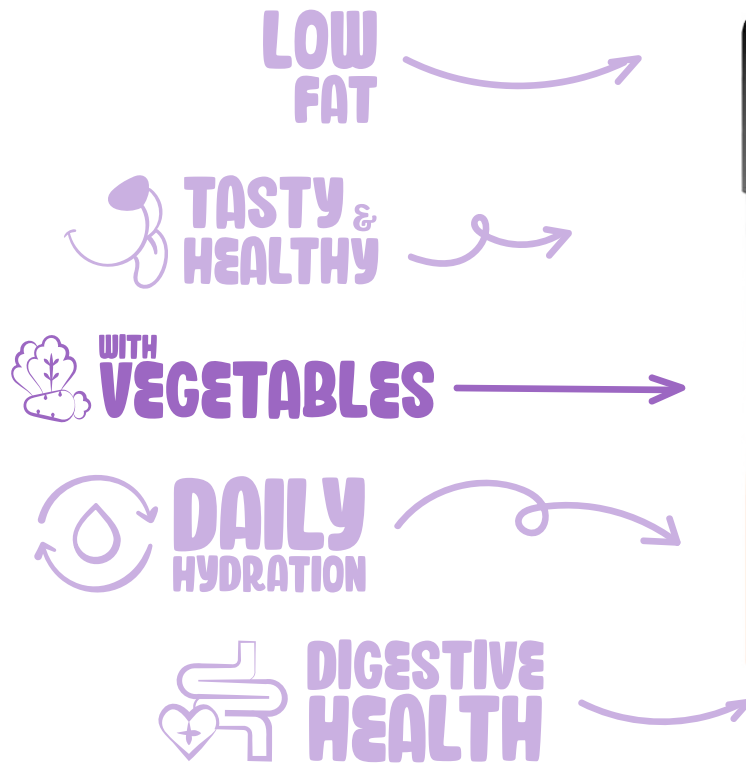 LOW
FAT
TASTY &
HEALTHY
WITH
VEGETABLES
DAILY
HYDRATION
DIGESTIVE
HEALTH